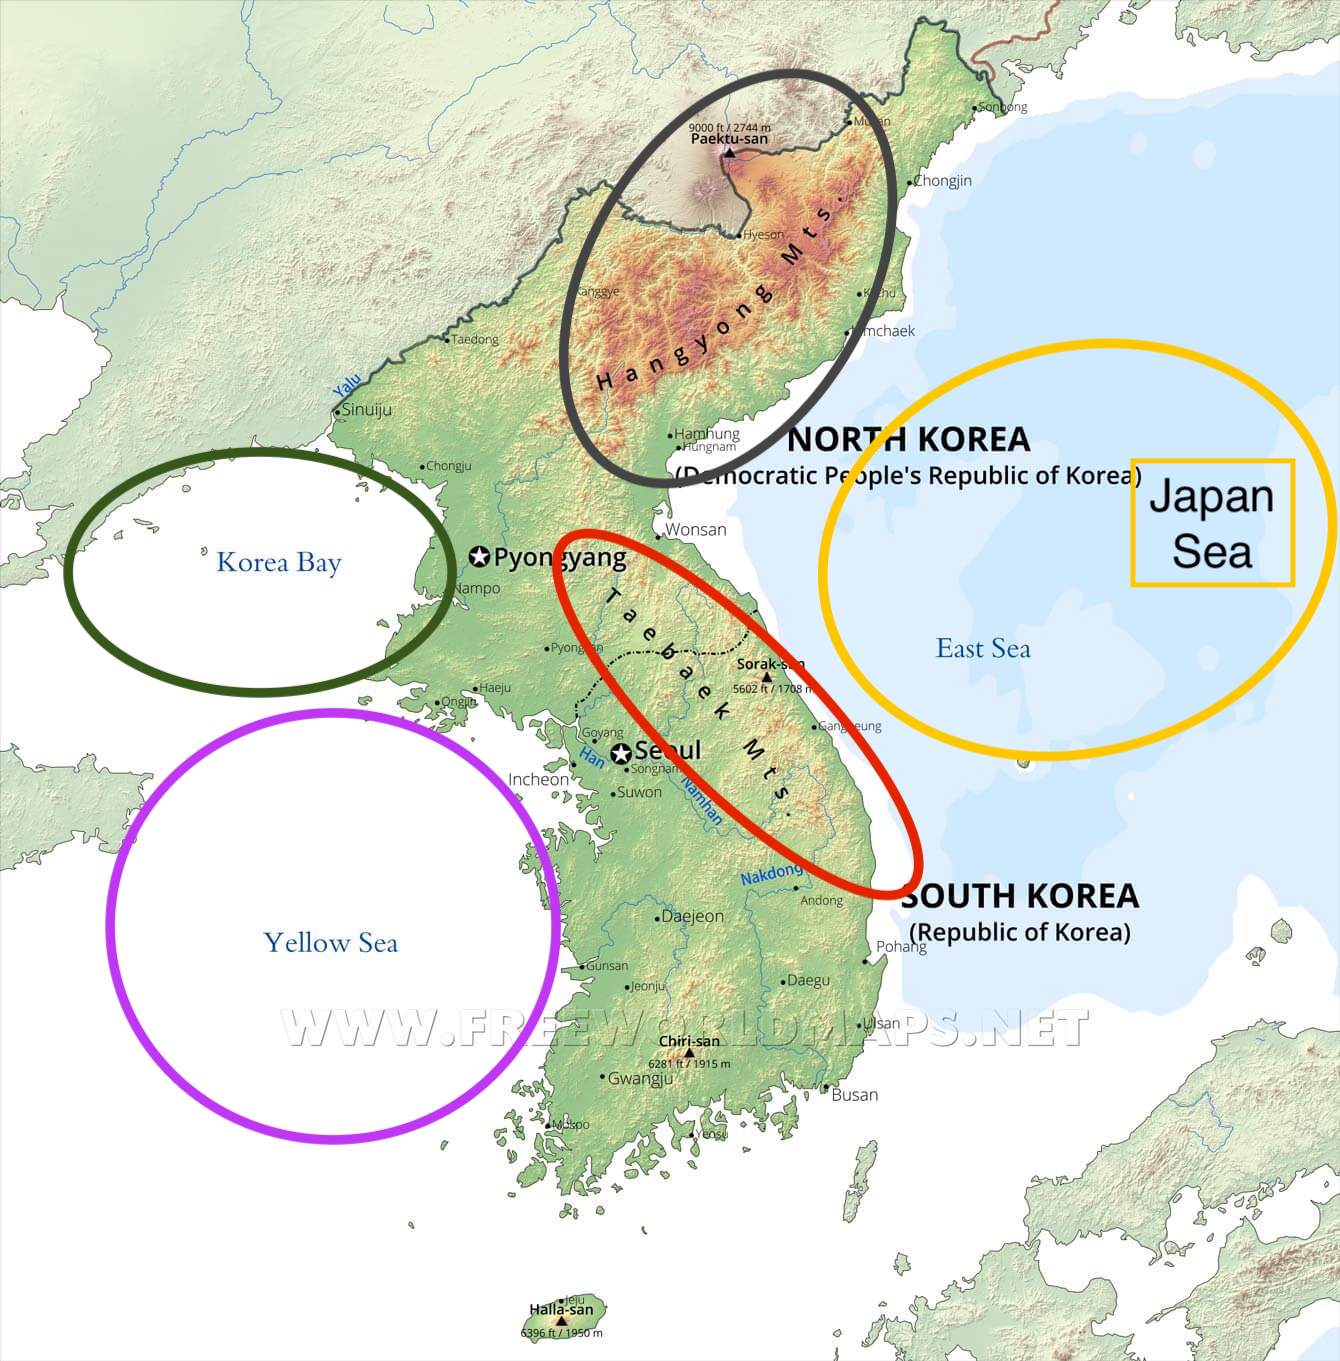 Sonbong
9000 ft / 2744 m
Paektu-san
Musan
Chongjin
Hyeson
Hangyong Mts.
Kanggye
Kilchu
Kimchaek
Taedong
Yalu
Sinuiju
Hamhung
Hungnam
NORTH KOREA
(Democratic People's Republic of Korea)
Chongju
Japan
Sea
Wonsan
Korea Bay
Pyongyang
Nampo
Taebaek Mts.
East Sea
Pyongsan
Sorak-san
5602 ft / 1708 m
Haeju
Ongjin
Gangneung
Goyang
Seoul
Han
Songnam
Incheon
Suwon
Namhan
Nakdong
Andong
SOUTH KOREA
(Republic of Korea)
Daejeon
Yellow Sea
Pohang
Gunsan
Jeonju
Daegu
WWW.FREEWORLDMAPS.NET
Ulsan
Chiri-san
6281 ft / 1915 m
Gwangju
Busan
Mokpo
Yeosu
Jeju
Halla-san
6396 ft / 1950 m